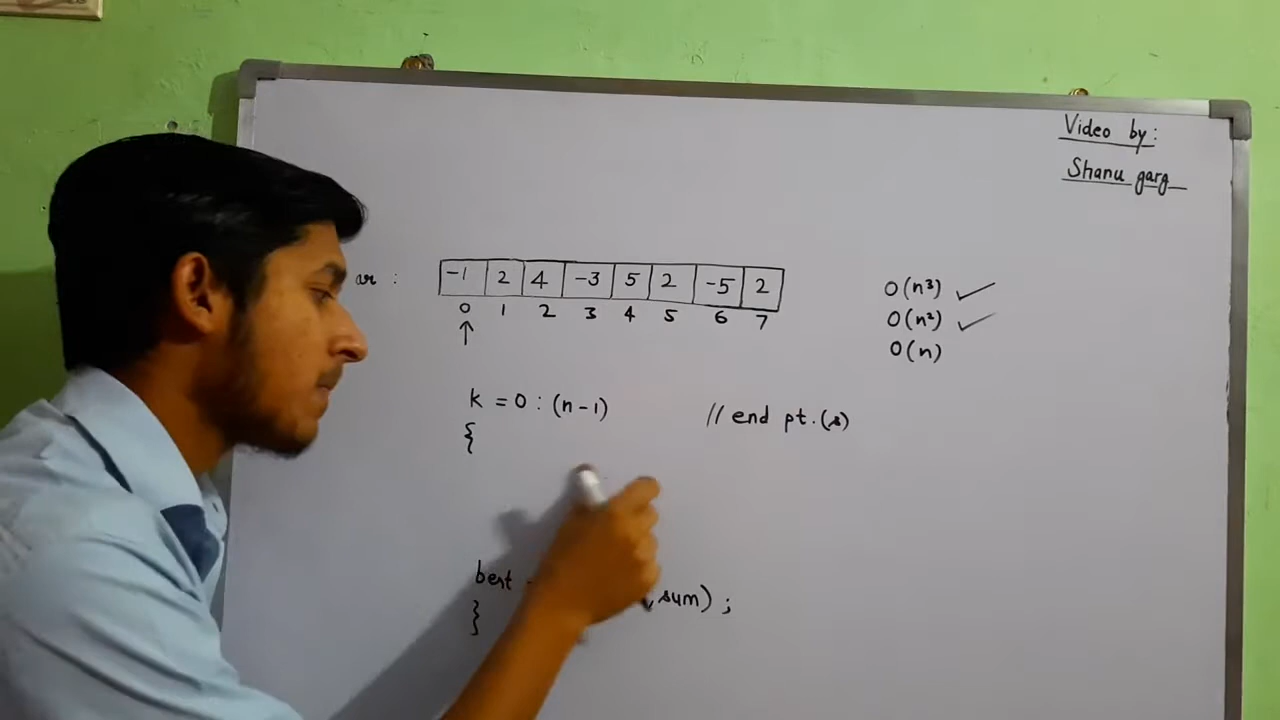 Video by:
Shanu garg
ar :
-1 2 4 -3 5 2 -5 2
0 1 2 3 4 5 6 7
↑
O(n³) ✓
O(n²) ✓
O(n)
k = 0 : (n-1) // end pt.(s)
{
best , sum) ;
}